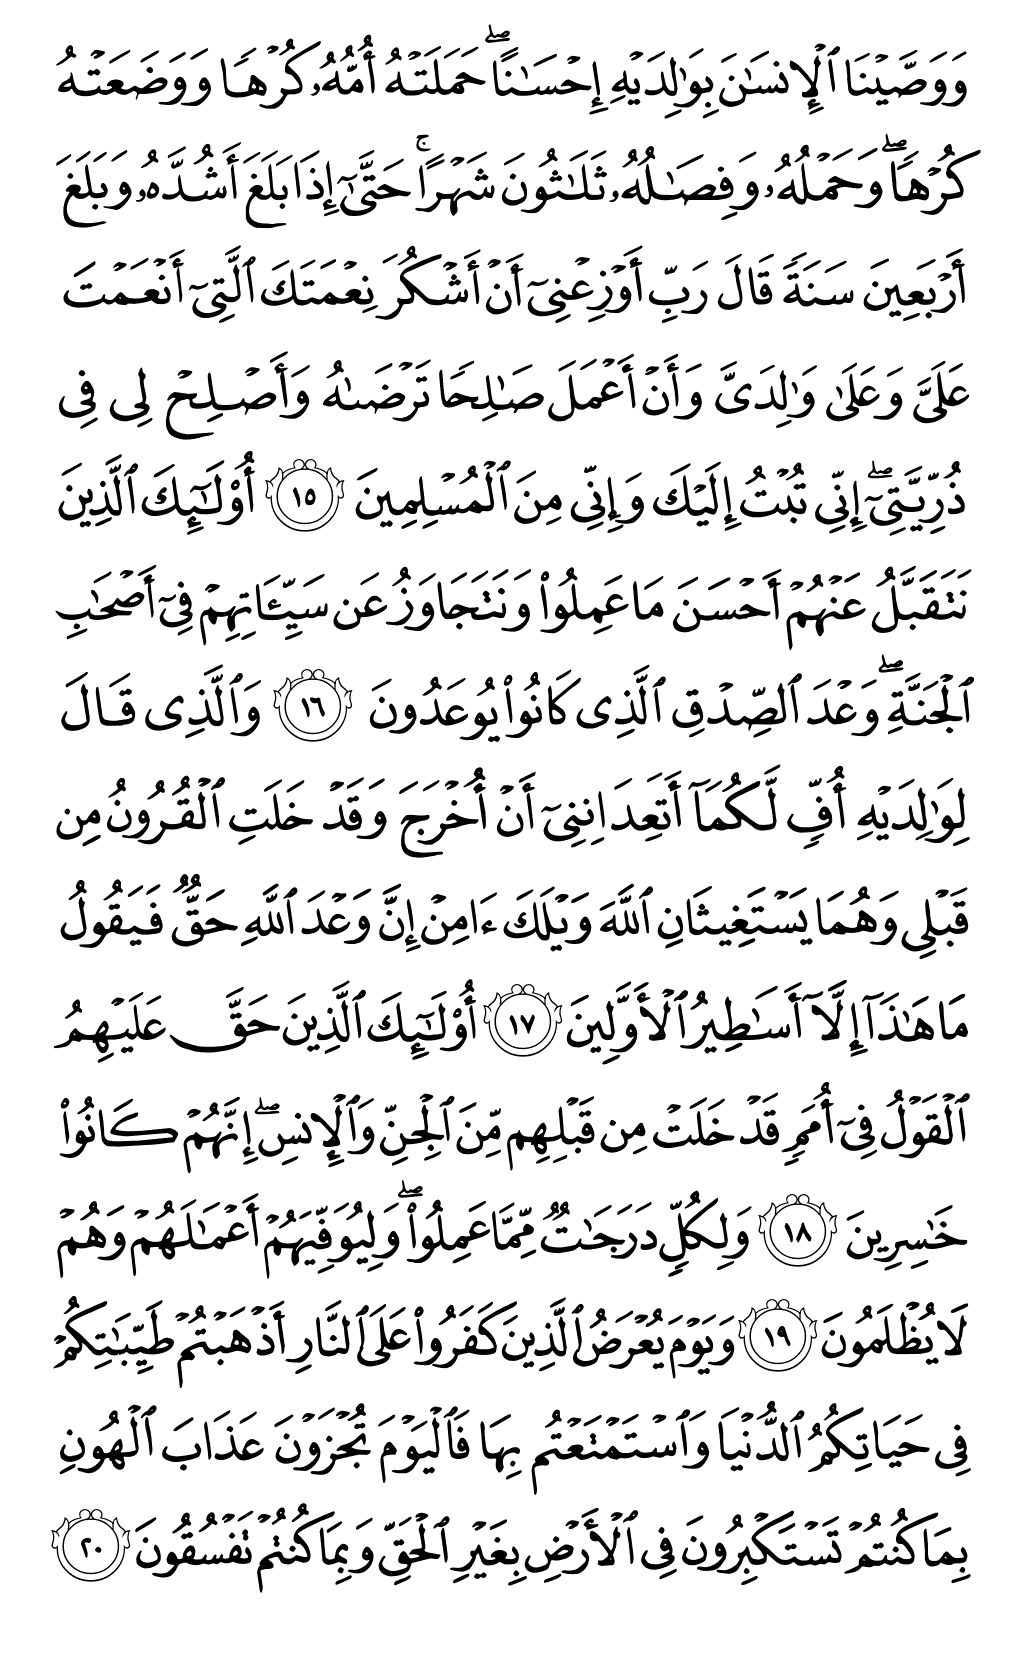 وَوَصَّيْنَا ٱلْإِنسَـٰنَ بِوَٰلِدَيْهِ إِحْسَـٰنًا ۖ حَمَلَتْهُ أُمُّهُۥ كُرْهًا وَوَضَعَتْهُ
كُرْهًا ۖ وَحَمْلُهُۥ وَفِصَـٰلُهُۥ ثَلَـٰثُونَ شَهْرًا ۚ حَتَّىٰٓ إِذَا بَلَغَ أَشُدَّهُۥ وَبَلَغَ
أَرْبَعِينَ سَنَةً قَالَ رَبِّ أَوْزِعْنِىٓ أَنْ أَشْكُرَ نِعْمَتَكَ ٱلَّتِىٓ أَنْعَمْتَ
عَلَىَّ وَعَلَىٰ وَٰلِدَىَّ وَأَنْ أَعْمَلَ صَـٰلِحًا تَرْضَىٰهُ وَأَصْلِحْ لِى فِى
ذُرِّيَّتِىٓ ۖ إِنِّى تُبْتُ إِلَيْكَ وَإِنِّى مِنَ ٱلْمُسْلِمِينَ ١٥ أُو۟لَـٰٓئِكَ ٱلَّذِينَ
نَتَقَبَّلُ عَنْهُمْ أَحْسَنَ مَا عَمِلُوا۟ وَنَتَجَاوَزُ عَن سَيِّـَٔاتِهِمْ فِىٓ أَصْحَـٰبِ
ٱلْجَنَّةِ ۖ وَعْدَ ٱلصِّدْقِ ٱلَّذِى كَانُوا۟ يُوعَدُونَ ١٦ وَٱلَّذِى قَالَ
لِوَٰلِدَيْهِ أُفٍّ لَّكُمَآ أَتَعِدَانِنِىٓ أَنْ أُخْرَجَ وَقَدْ خَلَتِ ٱلْقُرُونُ مِن
قَبْلِى وَهُمَا يَسْتَغِيثَانِ ٱللَّهَ وَيْلَكَ ءَامِنْ إِنَّ وَعْدَ ٱللَّهِ حَقٌّ فَيَقُولُ
مَا هَـٰذَآ إِلَّآ أَسَـٰطِيرُ ٱلْأَوَّلِينَ ١٧ أُو۟لَـٰٓئِكَ ٱلَّذِينَ حَقَّ عَلَيْهِمُ
ٱلْقَوْلُ فِىٓ أُمَمٍ قَدْ خَلَتْ مِن قَبْلِهِم مِّنَ ٱلْجِنِّ وَٱلْإِنسِ ۖ إِنَّهُمْ كَانُوا۟
خَـٰسِرِينَ ١٨ وَلِكُلٍّ دَرَجَـٰتٌ مِّمَّا عَمِلُوا۟ ۖ وَلِيُوَفِّيَهُمْ أَعْمَـٰلَهُمْ وَهُمْ
لَا يُظْلَمُونَ ١٩ وَيَوْمَ يُعْرَضُ ٱلَّذِينَ كَفَرُوا۟ عَلَى ٱلنَّارِ أَذْهَبْتُمْ طَيِّبَـٰتِكُمْ
فِى حَيَاتِكُمُ ٱلدُّنْيَا وَٱسْتَمْتَعْتُم بِهَا فَٱلْيَوْمَ تُجْزَوْنَ عَذَابَ ٱلْهُونِ
بِمَا كُنتُمْ تَسْتَكْبِرُونَ فِى ٱلْأَرْضِ بِغَيْرِ ٱلْحَقِّ وَبِمَا كُنتُمْ تَفْسُقُونَ ٢٠